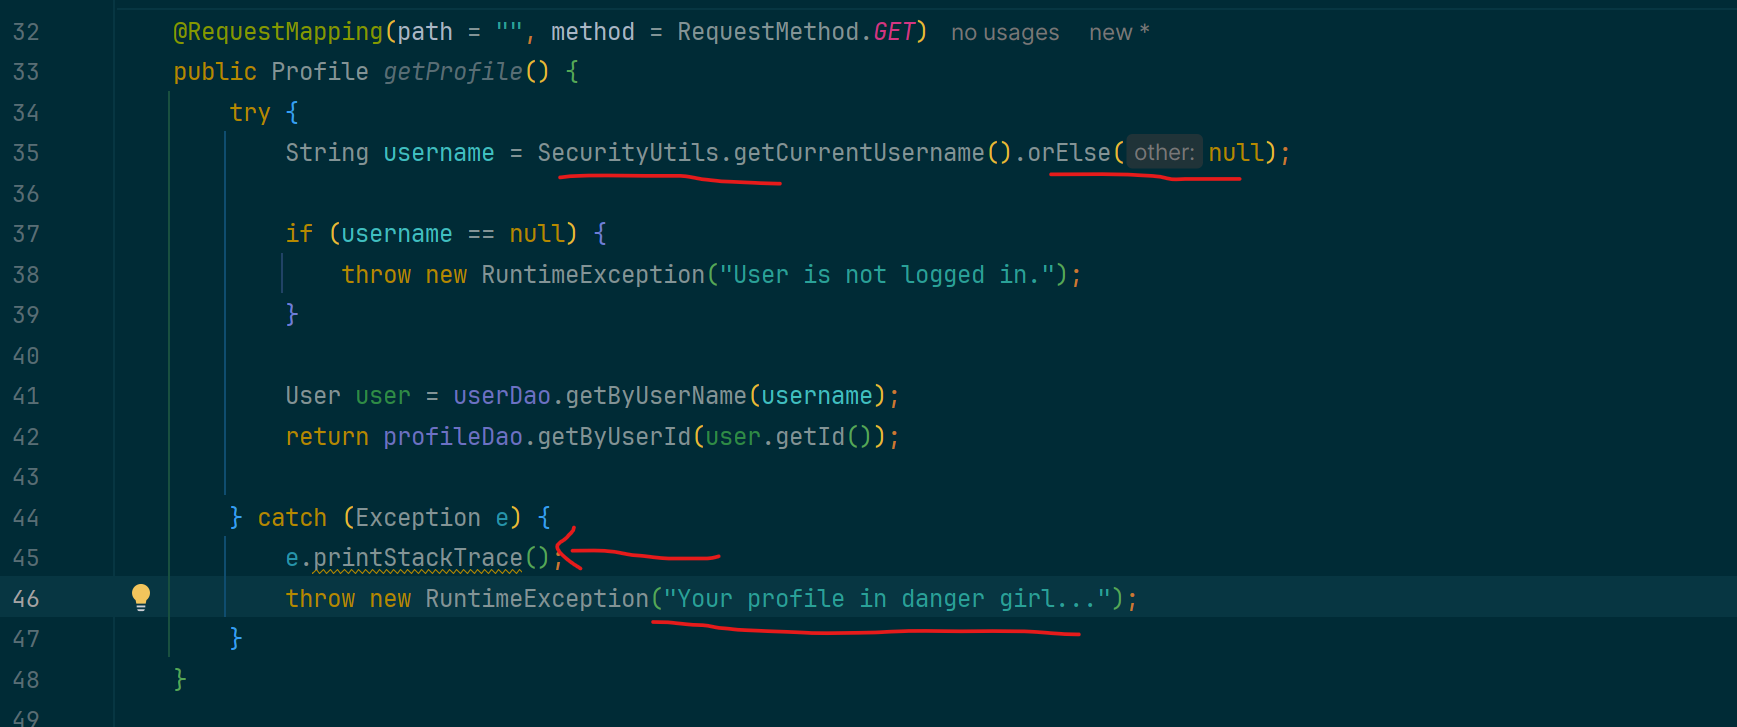 32 @RequestMapping(path = "", method = RequestMethod.GET) no usages new *
33 public Profile getProfile() {
34 try {
35 String username = SecurityUtils.getCurrentUsername().orElse( other: null);
36
37 if (username == null) {
38 throw new RuntimeException("User is not logged in.");
39 }
40
41 User user = userDao.getByUserName(username);
42 return profileDao.getByUserId(user.getId());
43
44 } catch (Exception e) {
45 e.printStackTrace();
46 throw new RuntimeException("Your profile in danger girl...");
47 }
48 }
49